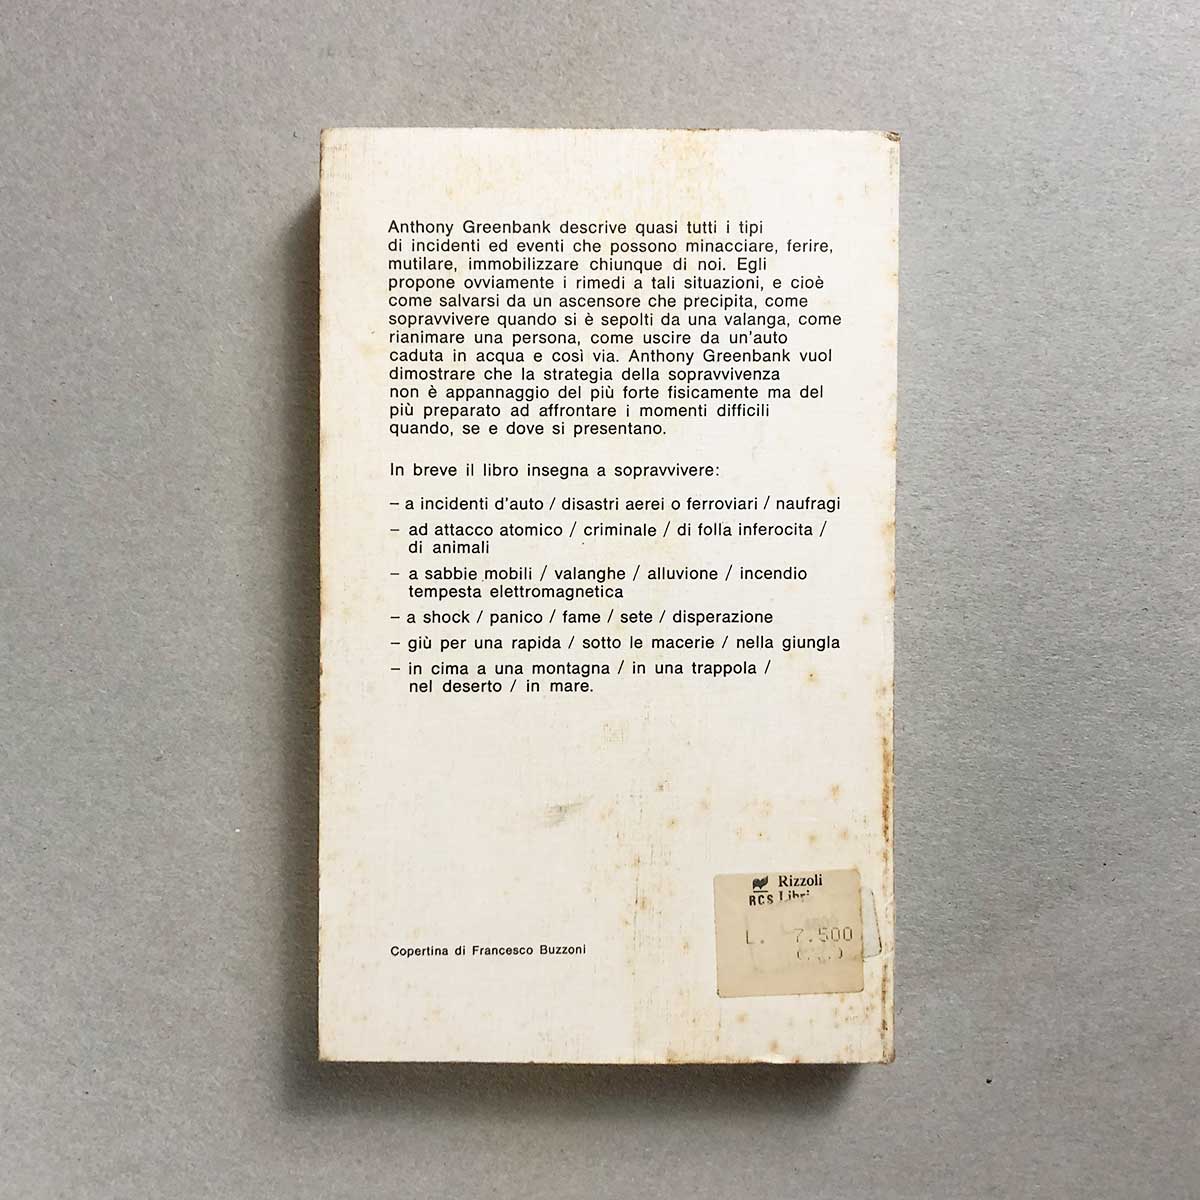 Anthony Greenbank descrive quasi tutti i tipi
di incidenti ed eventi che possono minacciare, ferire,
mutilare, immobilizzare chiunque di noi. Egli
propone ovviamente i rimedi a tali situazioni, e cioè
come salvarsi da un ascensore che precipita, come
sopravvivere quando si è sepolti da una valanga, come
rianimare una persona, come uscire da un'auto
caduta in acqua e così via. Anthony Greenbank vuol
dimostrare che la strategia della sopravvivenza
non è appannaggio del più forte fisicamente ma del
più preparato ad affrontare i momenti difficili
quando, se e dove si presentano.
In breve il libro insegna a sopravvivere:
– a incidenti d'auto / disastri aerei o ferroviari / naufragi
– ad attacco atomico / criminale / di folla inferocita /
di animali
– a sabbie mobili / valanghe / alluvione / incendio
tempesta elettromagnetica
– a shock / panico / fame / sete / disperazione
– giù per una rapida / sotto le macerie / nella giungla
– in cima a una montagna / in una trappola /
nel deserto / in mare.
Rizzoli
RCS Libri
L. 7.500
Copertina di Francesco Buzzoni